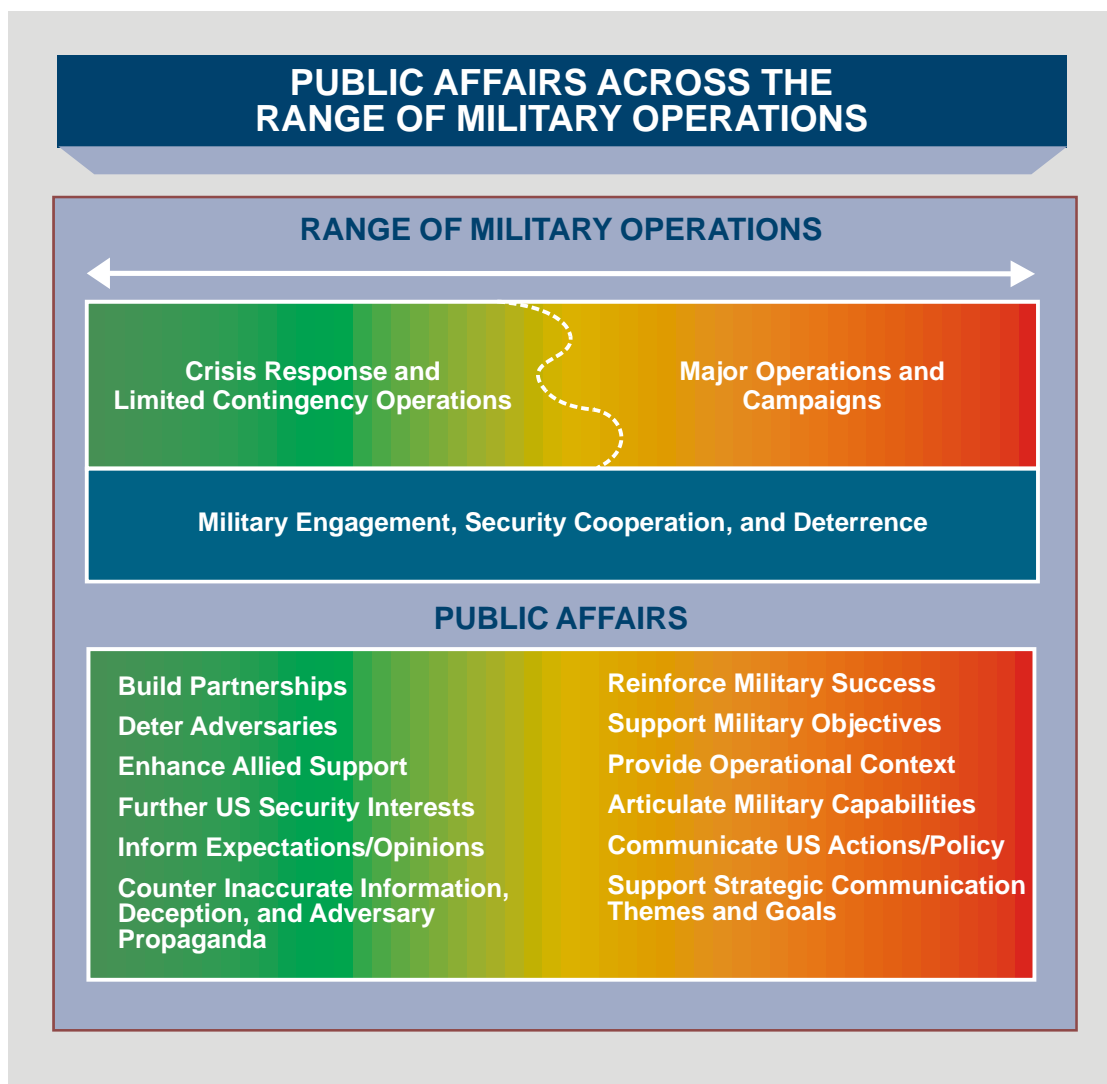 PUBLIC AFFAIRS ACROSS THE
RANGE OF MILITARY OPERATIONS
RANGE OF MILITARY OPERATIONS
Crisis Response and
Limited Contingency Operations
Major Operations and
Campaigns
Military Engagement, Security Cooperation, and Deterrence
PUBLIC AFFAIRS
Build Partnerships
Deter Adversaries
Enhance Allied Support
Further US Security Interests
Inform Expectations/Opinions
Counter Inaccurate Information,
Deception, and Adversary
Propaganda
Reinforce Military Success
Support Military Objectives
Provide Operational Context
Articulate Military Capabilities
Communicate US Actions/Policy
Support Strategic Communication
Themes and Goals